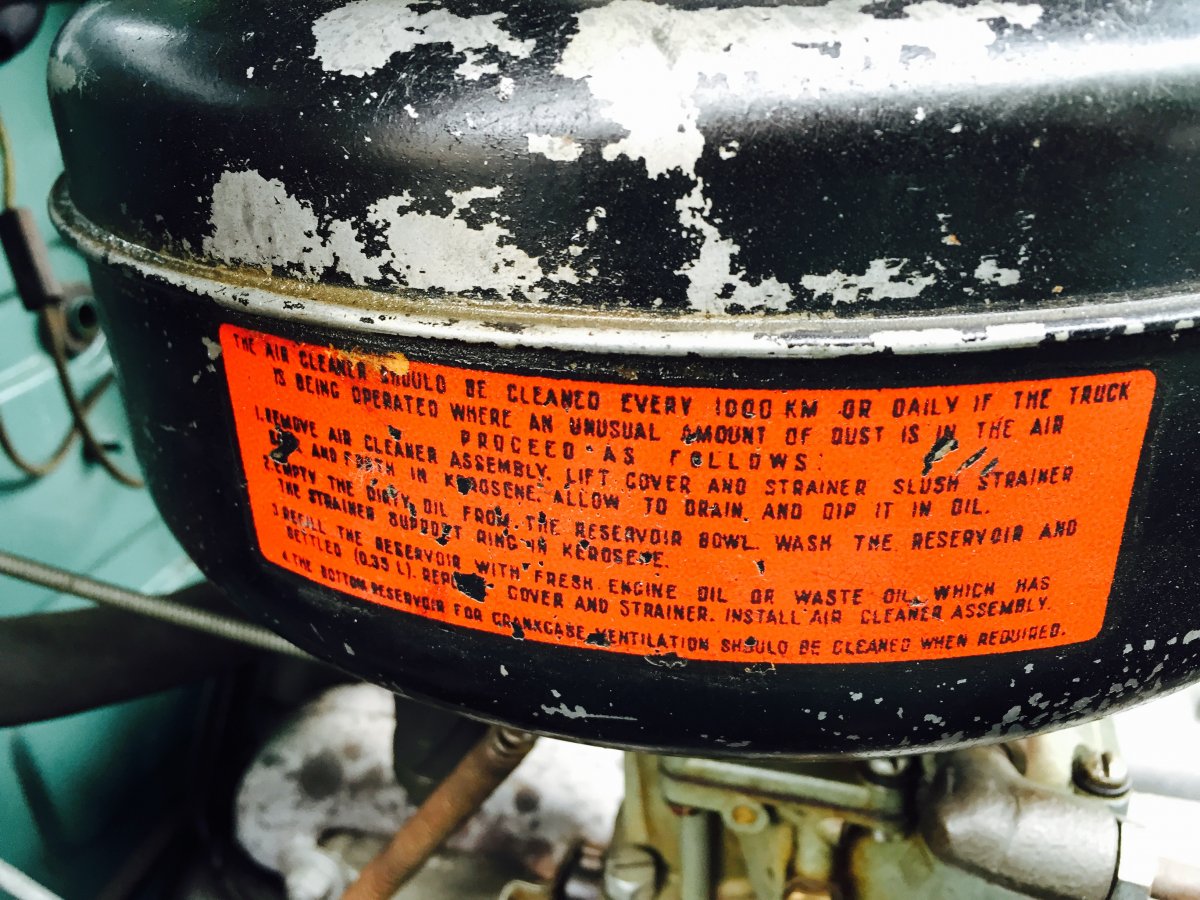 THE AIR CLEANER SHOULD BE CLEANED EVERY 1000 KM OR DAILY IF THE TRUCK
IS BEING OPERATED WHERE AN UNUSUAL AMOUNT OF DUST IS IN THE AIR
PROCEED AS FOLLOWS:
1. REMOVE AIR CLEANER ASSEMBLY. LIFT COVER AND STRAINER SLUSH STRAINER
AND FORTH IN KEROSENE. ALLOW TO DRAIN AND DIP IT IN OIL.
2. EMPTY THE DIRTY OIL FROM THE RESERVOIR BOWL. WASH THE RESERVOIR AND
THE STRAINER SUPPORT RING IN KEROSENE.
3. REFILL THE RESERVOIR WITH FRESH ENGINE OIL OR WASTE OIL WHICH HAS
SETTLED (0.35 L). COVER AND STRAINER. INSTALL AIR CLEANER ASSEMBLY.
4. THE BOTTOM RESERVOIR FOR CRANKCASE VENTILATION SHOULD BE CLEANED WHEN REQUIRED.